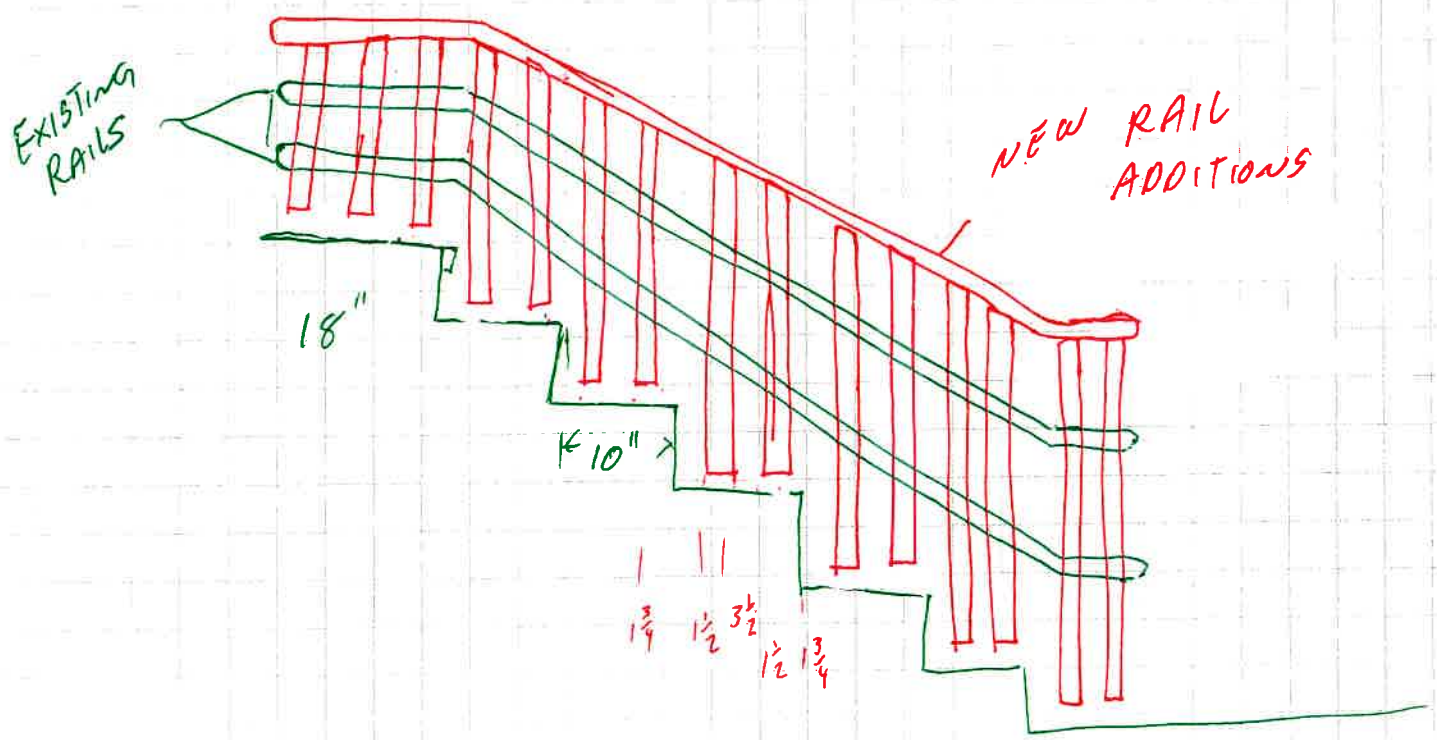 EXISTING
RAILS
NEW RAIL
ADDITIONS
18"
10"
1 3/4 1 1/2 3 1/2 1 1/2 1 3/4